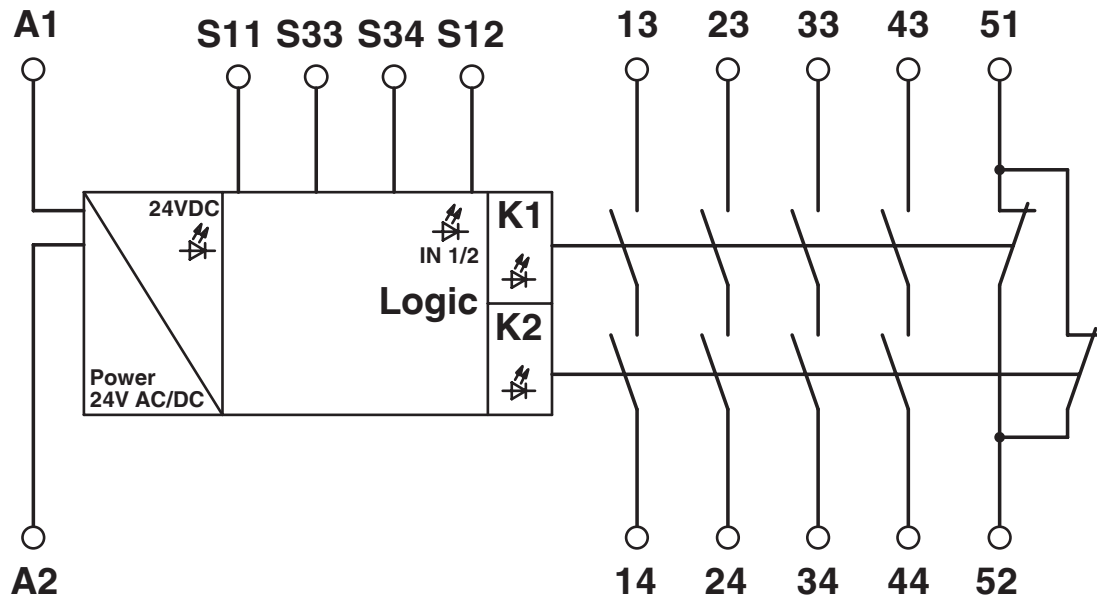 A1
S11 S33 S34 S12
13 23 33 43 51
24VDC
K1
IN 1/2
Logic
K2
Power
24V AC/DC
A2
14 24 34 44 52